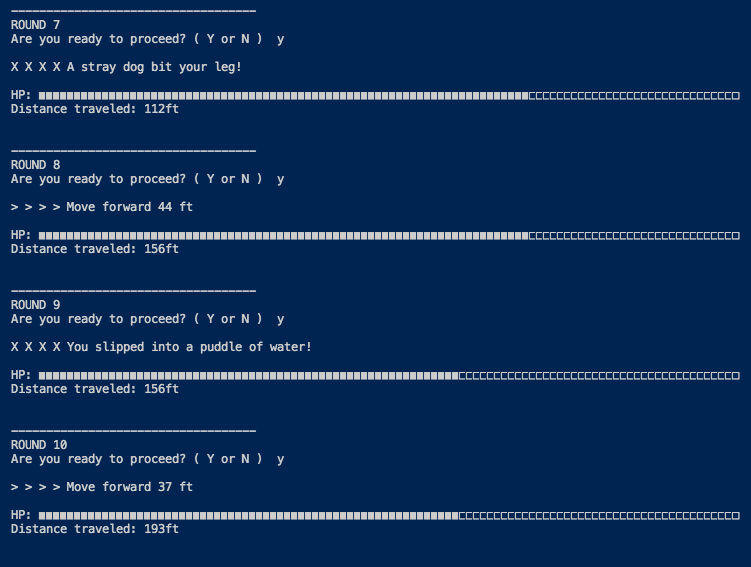 -----------------------------------
ROUND 7
Are you ready to proceed? ( Y or N )  y
X X X X A stray dog bit your leg!
HP: ■■■■■■■■■■■■■■■■■■■■■■■■■■■■■■■■■■■■■■■■■■■■■■■■■■■■■■■■■■■■■■■■■■■■■■□□□□□□□□□□□□□□□□□□□□□□□□□□□□□□
Distance traveled: 112ft
-----------------------------------
ROUND 8
Are you ready to proceed? ( Y or N )  y
> > > > Move forward 44 ft
HP: ■■■■■■■■■■■■■■■■■■■■■■■■■■■■■■■■■■■■■■■■■■■■■■■■■■■■■■■■■■■■■■■■■■■■■■□□□□□□□□□□□□□□□□□□□□□□□□□□□□□□
Distance traveled: 156ft
-----------------------------------
ROUND 9
Are you ready to proceed? ( Y or N )  y
X X X X You slipped into a puddle of water!
HP: ■■■■■■■■■■■■■■■■■■■■■■■■■■■■■■■■■■■■■■■■■■■■■■■■■■■■■■■■■■■■□□□□□□□□□□□□□□□□□□□□□□□□□□□□□□□□□□□□□□□□
Distance traveled: 156ft
-----------------------------------
ROUND 10
Are you ready to proceed? ( Y or N )  y
> > > > Move forward 37 ft
HP: ■■■■■■■■■■■■■■■■■■■■■■■■■■■■■■■■■■■■■■■■■■■■■■■■■■■■■■■■■■■■□□□□□□□□□□□□□□□□□□□□□□□□□□□□□□□□□□□□□□□□
Distance traveled: 193ft